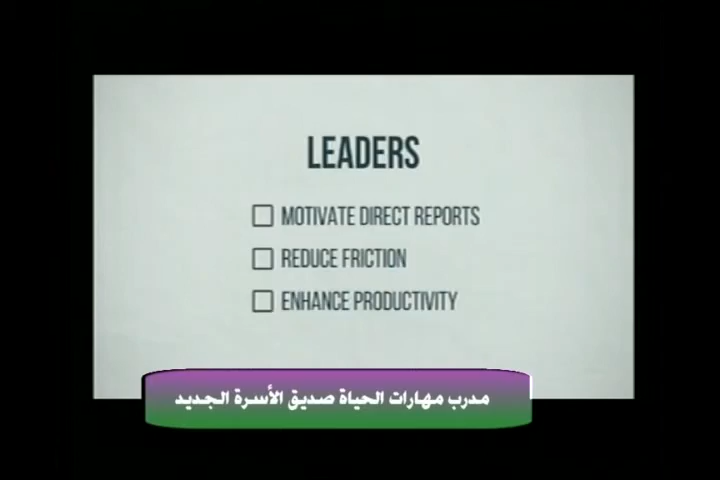 LEADERS
MOTIVATE DIRECT REPORTS
REDUCE FRICTION
ENHANCE PRODUCTIVITY
مدرب مهارات الحياة صديق الأسرة الجديد